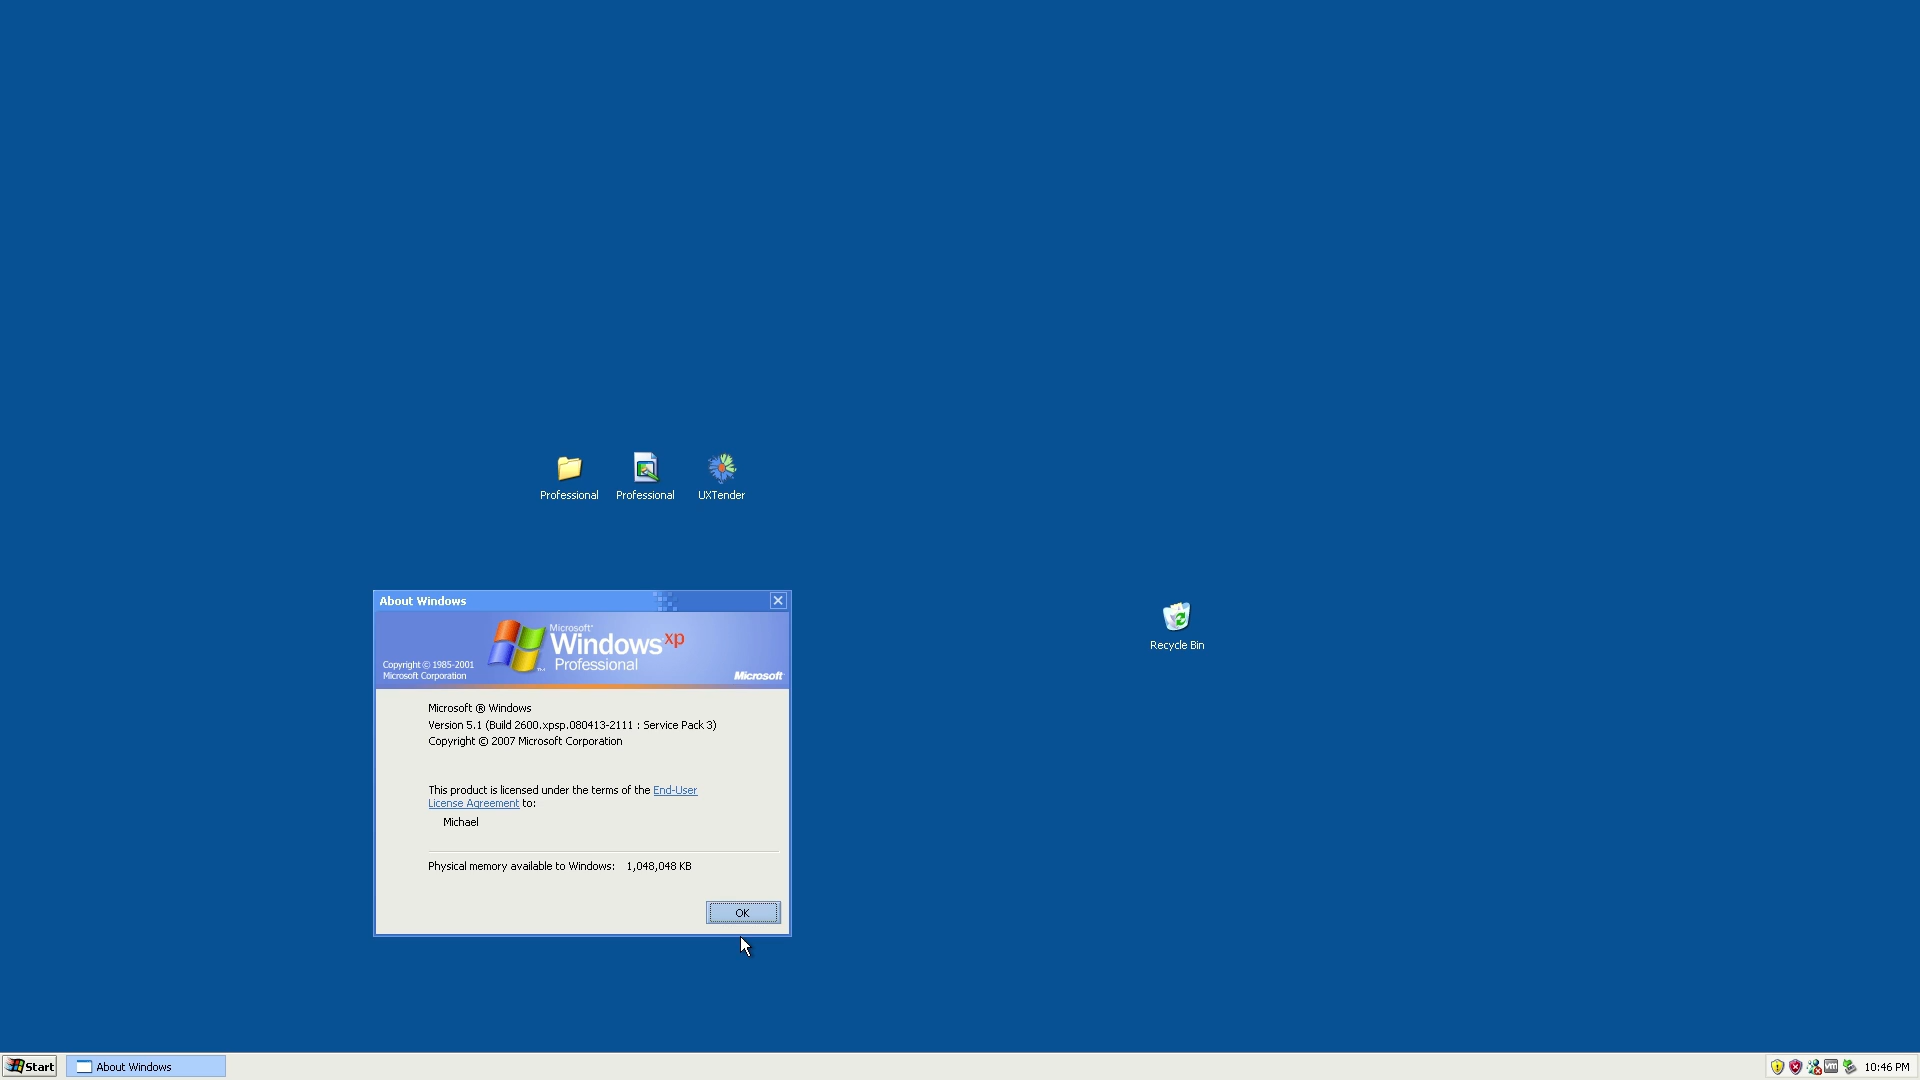 Professional
Professional
UXTender
About Windows
Microsoft®
Windows xp
Professional
Copyright © 1985-2001
Microsoft Corporation
Microsoft
Microsoft ® Windows
Version 5.1 (Build 2600.xpsp.080413-2111 : Service Pack 3)
Copyright © 2007 Microsoft Corporation
This product is licensed under the terms of the End-User
License Agreement to:
Michael
Physical memory available to Windows: 1,048,048 KB
OK
Recycle Bin
Start
About Windows
vm
10:46 PM